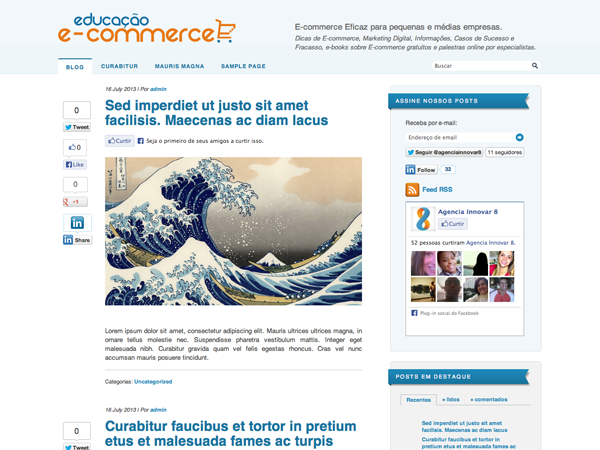 educação
e-commerce
E-commerce Eficaz para pequenas e médias empresas.
Dicas de E-commerce, Marketing Digital, Informações, Casos de Sucesso e
Fracasso, e-books sobre E-commerce gratuitos e palestras online por especialistas.
BLOG CURABITUR MAURIS MAGNA SAMPLE PAGE
Buscar
0
Tweet
0
Like
0
+1
Share
16 July 2013 / Por admin
Sed imperdiet ut justo sit amet
facilisis. Maecenas ac diam lacus
Curtir Seja o primeiro de seus amigos a curtir isso.
Lorem ipsum dolor sit amet, consectetur adipiscing elit. Mauris ultrices ultrices magna, in
ornare tellus molestie nec. Suspendisse pharetra vestibulum mattis. Integer eget
malesuada nibh. Curabitur gravida quam vel felis egestas rhoncus. Cras vel nunc
accumsan mauris posuere tincidunt.
Categorias: Uncategorized
0
Tweet
16 July 2013 / Por admin
Curabitur faucibus et tortor in pretium
etus et malesuada fames ac turpis
ASSINE NOSSOS POSTS
Receba por e-mail:
Endereço de email
Seguir @agenciainnovar8 11 seguidores
Follow 32
Feed RSS
Agencia Innovar 8
Curtir
52 pessoas curtiram Agencia Innovar 8.
Plug-in social do Facebook
POSTS EM DESTAQUE
Recentes + lidos + comentados
Sed imperdiet ut justo sit amet
facilisis. Maecenas ac diam lacus
Curabitur faucibus et tortor in pretium
etus et malesuada fames ac turpis